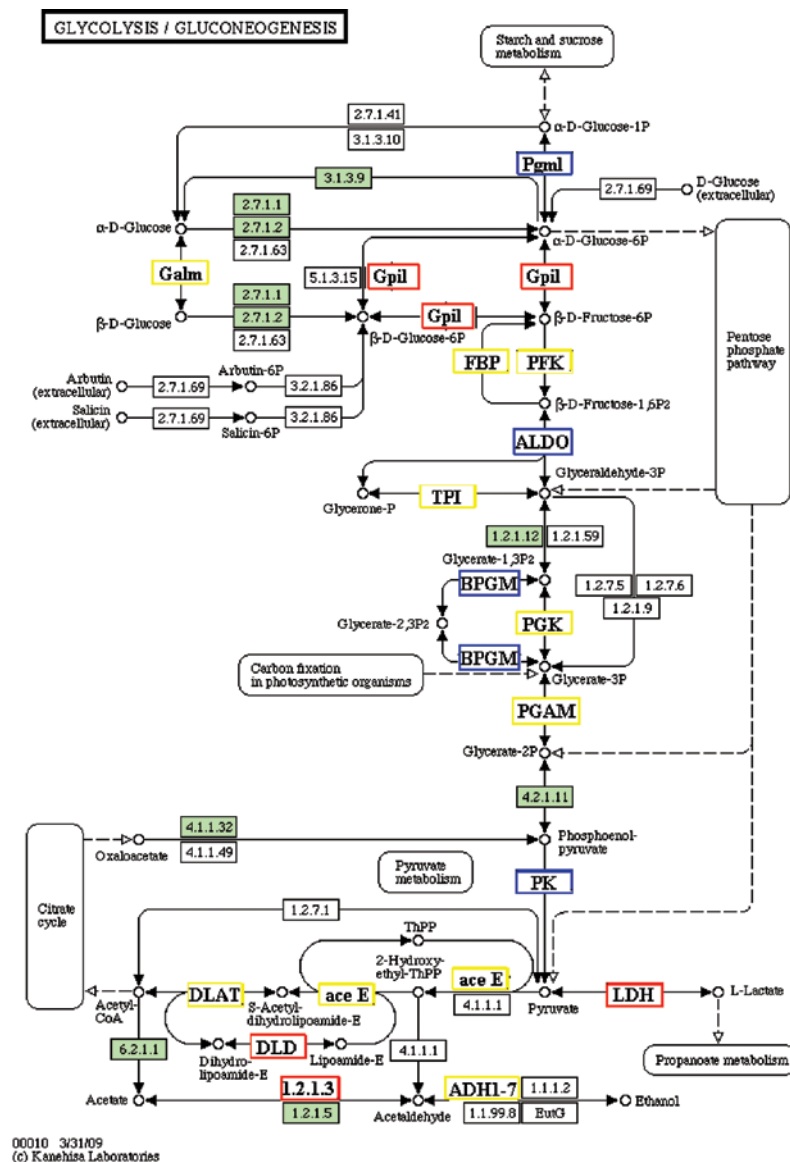 GLYCOLYSIS / GLUCONEOGENESIS
Starch and sucrose
metabolism
2.7.1.41
3.1.3.10
α-D-Glucose-1P
Pgml
3.1.3.9
2.7.1.69
D-Glucose
(extracellular)
2.7.1.1
α-D-Glucose
2.7.1.2
2.7.1.63
α-D-Glucose-6P
Galm
5.1.3.15
Gpil
Gpil
2.7.1.1
β-D-Glucose
2.7.1.2
2.7.1.63
Gpil
β-D-Glucose-6P
β-D-Fructose-6P
Pentose
phosphate
pathway
FBP
PFK
Arbutin
(extracellular)
2.7.1.69
Arbutin-6P
3.2.1.86
β-D-Fructose-1,6P2
Salicin
(extracellular)
2.7.1.69
Salicin-6P
3.2.1.86
ALDO
Glyceraldehyde-3P
Glycerone-P
TPI
1.2.1.12
1.2.1.59
Glycerate-1,3P2
BPGM
1.2.7.5
1.2.7.6
1.2.1.9
Glycerate-2,3P2
PGK
BPGM
Carbon fixation
in photosynthetic organisms
Glycerate-3P
PGAM
Glycerate-2P
4.2.1.11
4.1.1.32
Oxaloacetate
4.1.1.49
Phosphoenol-
pyruvate
Pyruvate
metabolism
PK
Citrate
cycle
1.2.7.1
ThPP
2-Hydroxy-
ethyl-ThPP
Acetyl-
CoA
DLAT
S-Acetyl-
dihydrolipoamide-E
ace E
ace E
4.1.1.1
Pyruvate
LDH
L-Lactate
6.2.1.1
Dihydro-
lipoamide-E
DLD
Lipoamide-E
4.1.1.1
Propanoate metabolism
Acetate
1.2.1.3
1.2.1.5
Acetaldehyde
ADH1-7
1.1.1.2
1.1.99.8
EutG
Ethanol
00010 3/31/09
(c) Kanehisa Laboratories